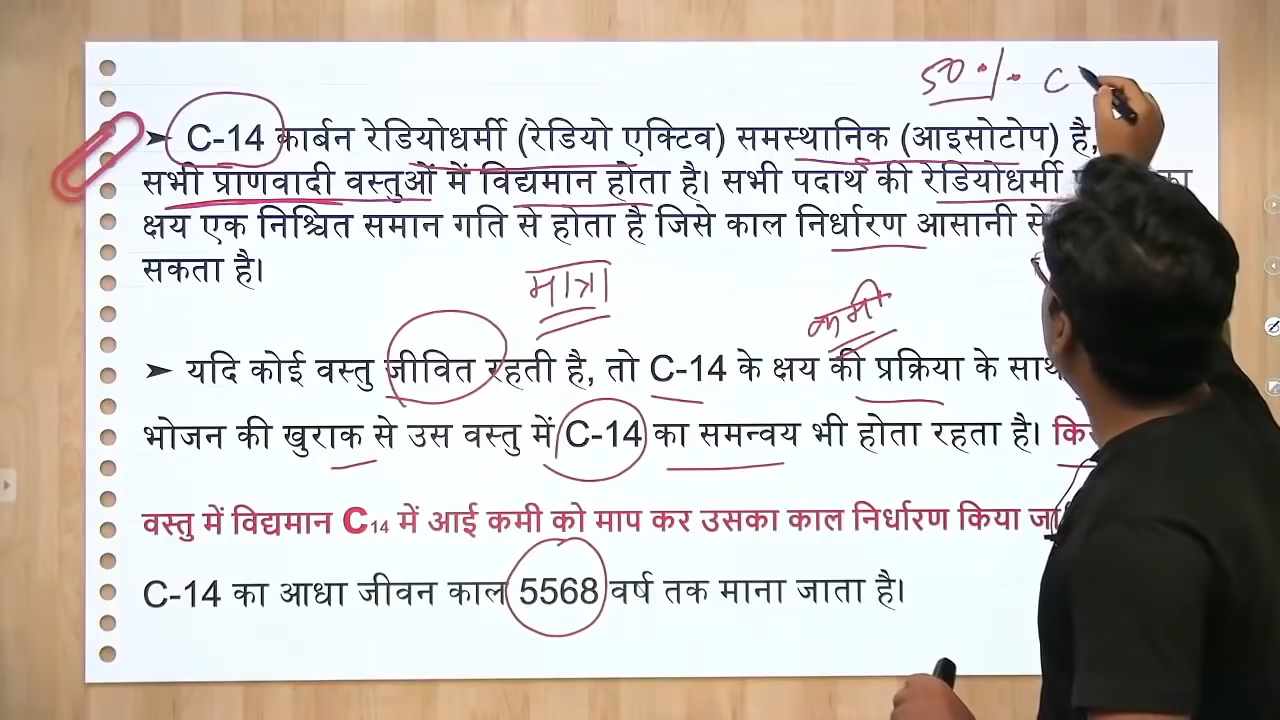 50 % C
➤ C-14 कार्बन रेडियोधर्मी (रेडियो एक्टिव) समस्थानिक (आइसोटोप) है,
सभी प्राणवादी वस्तुओं में विद्यमान होता है। सभी पदार्थ की रेडियोधर्मी
क्षय एक निश्चित समान गति से होता है जिसे काल निर्धारण आसानी से
सकता है।
मात्रा
कमी
➤ यदि कोई वस्तु जीवित रहती है, तो C-14 के क्षय की प्रक्रिया के साथ
भोजन की खुराक से उस वस्तु में C-14 का समन्वय भी होता रहता है।
वस्तु में विद्यमान C14 में आई कमी को माप कर उसका काल निर्धारण किया
C-14 का आधा जीवन काल 5568 वर्ष तक माना जाता है।